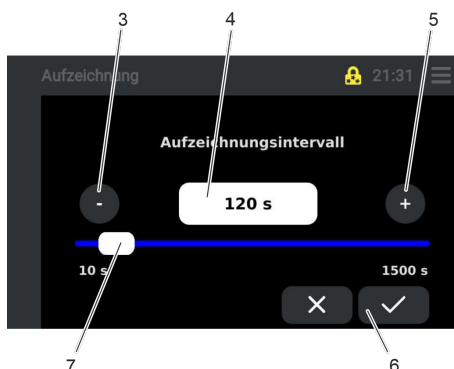 3 4 5
Aufzeichnung 21:31
Aufzeichnungsintervall
- 120 s +
10 s 1500 s
7 6